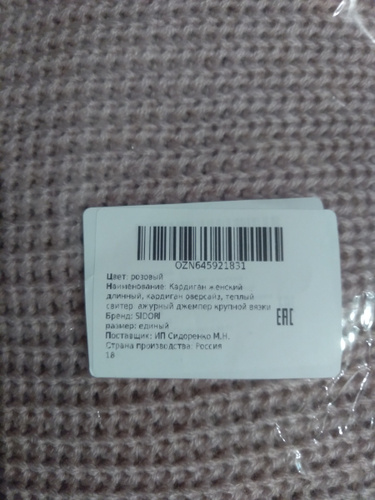 OZN645921831
Цвет: розовый
Наименование: Кардиган женский
длинный, кардиган оверсайз, теплый
свитер, ажурный джемпер крупной вязки
Бренд: SIDORI
размер: единый
Поставщик: ИП Сидоренко М.Н.
Страна производства: Россия
18
EAC